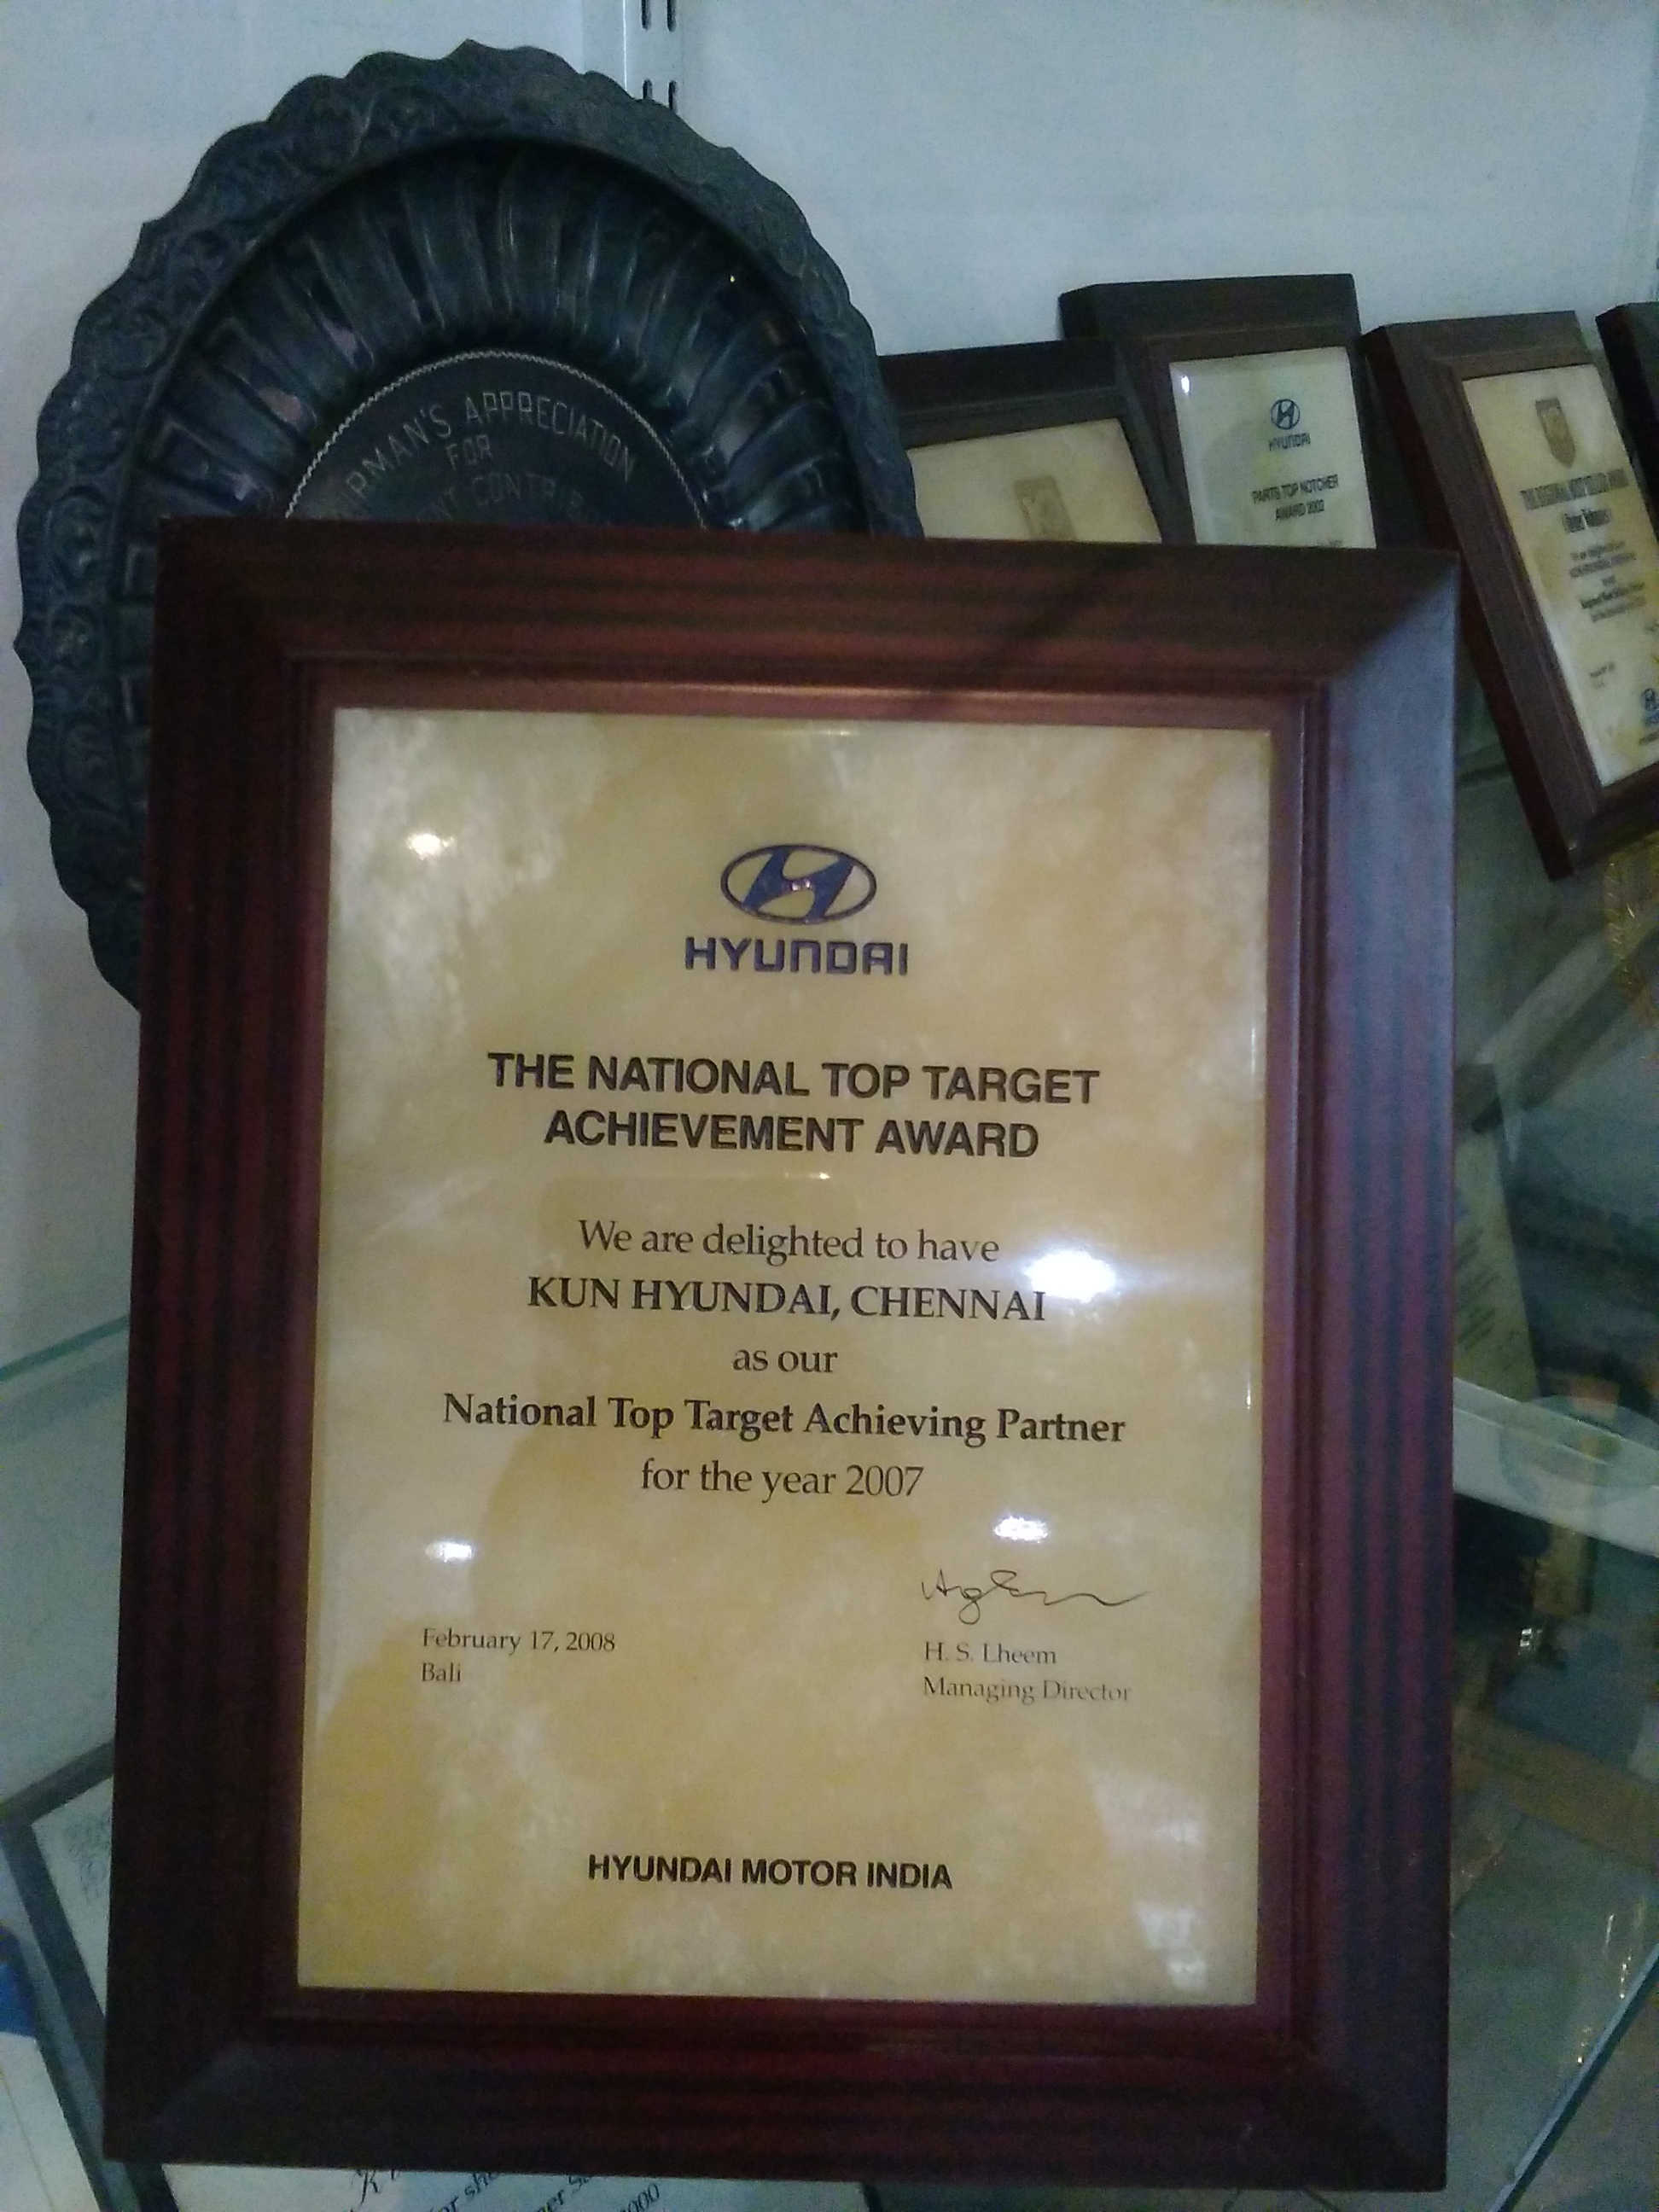 RMAN'S APPRECIATION
FOR
HYUNDAI
PARTS TOP NOTCHER
AWARD 2002
HYUNDAI
THE NATIONAL TOP TARGET
ACHIEVEMENT AWARD
We are delighted to have
KUN HYUNDAI, CHENNAI
as our
National Top Target Achieving Partner
for the year 2007
February 17, 2008
Bali
H. S. Lheem
Managing Director
HYUNDAI MOTOR INDIA